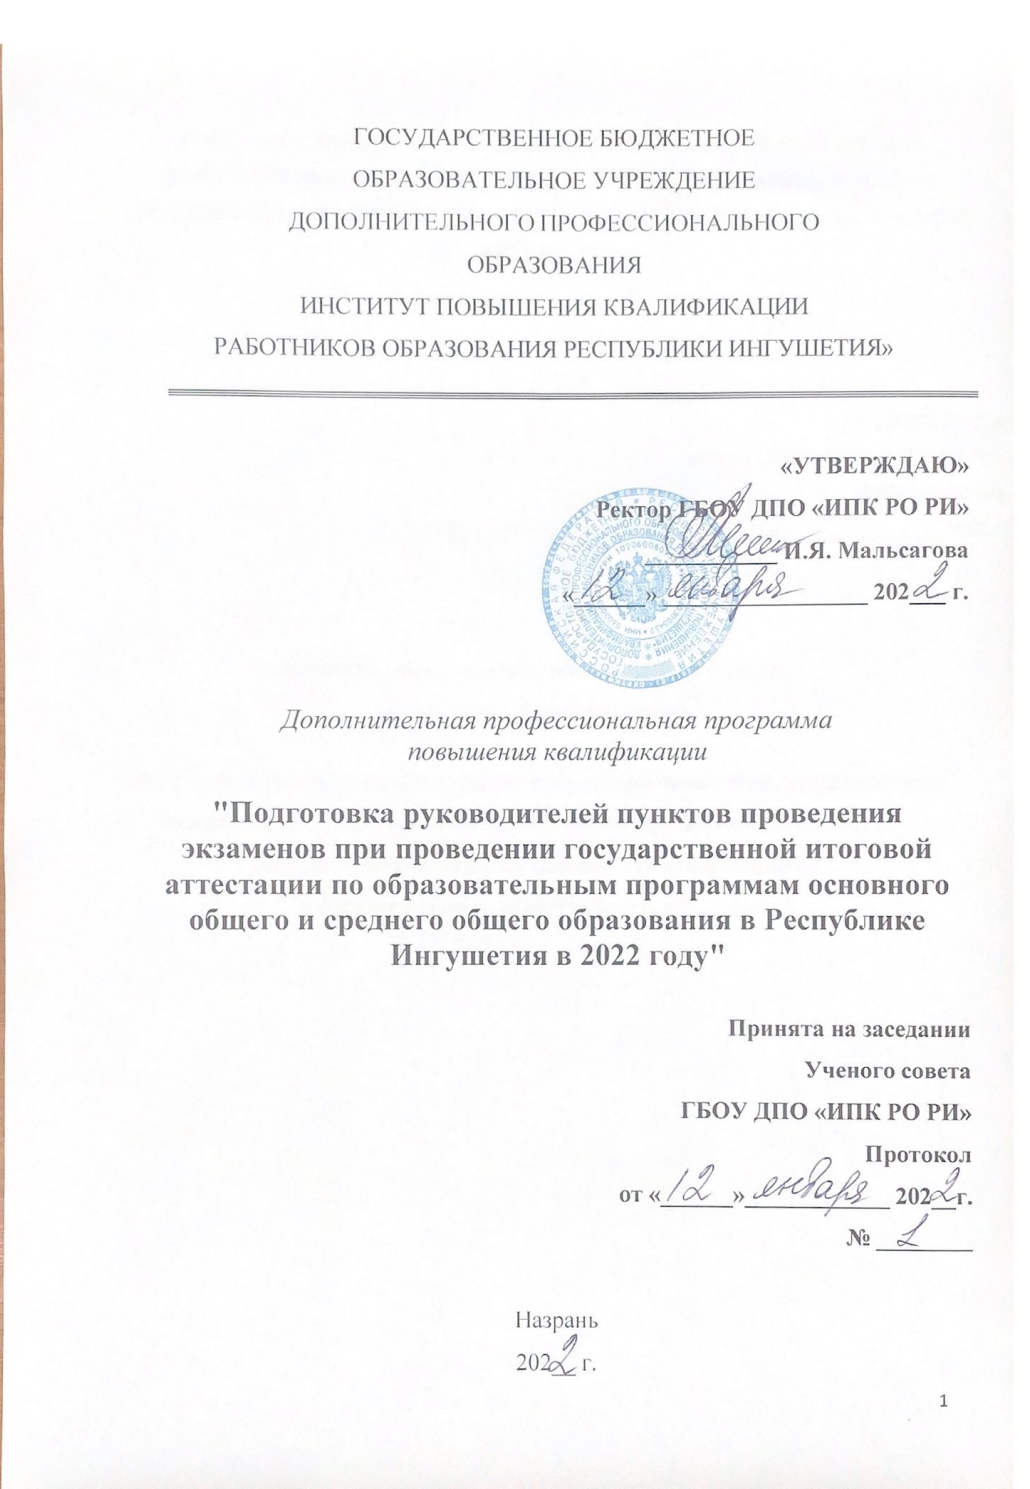 ГОСУДАРСТВЕННОЕ БЮДЖЕТНОЕ
ОБРАЗОВАТЕЛЬНОЕ УЧРЕЖДЕНИЕ
ДОПОЛНИТЕЛЬНОГО ПРОФЕССИОНАЛЬНОГО
ОБРАЗОВАНИЯ
ИНСТИТУТ ПОВЫШЕНИЯ КВАЛИФИКАЦИИ
РАБОТНИКОВ ОБРАЗОВАНИЯ РЕСПУБЛИКИ ИНГУШЕТИЯ»
«УТВЕРЖДАЮ»
Ректор ГБОУ ДПО «ИПК РО РИ»
И.Я. Мальсагова
«12» января 2022 г.
Дополнительная профессиональная программа
повышения квалификации
"Подготовка руководителей пунктов проведения
экзаменов при проведении государственной итоговой
аттестации по образовательным программам основного
общего и среднего общего образования в Республике
Ингушетия в 2022 году"
Принята на заседании
Ученого совета
ГБОУ ДПО «ИПК РО РИ»
Протокол
от «12» января 2022 г.
№ 1
Назрань
2022 г.
1